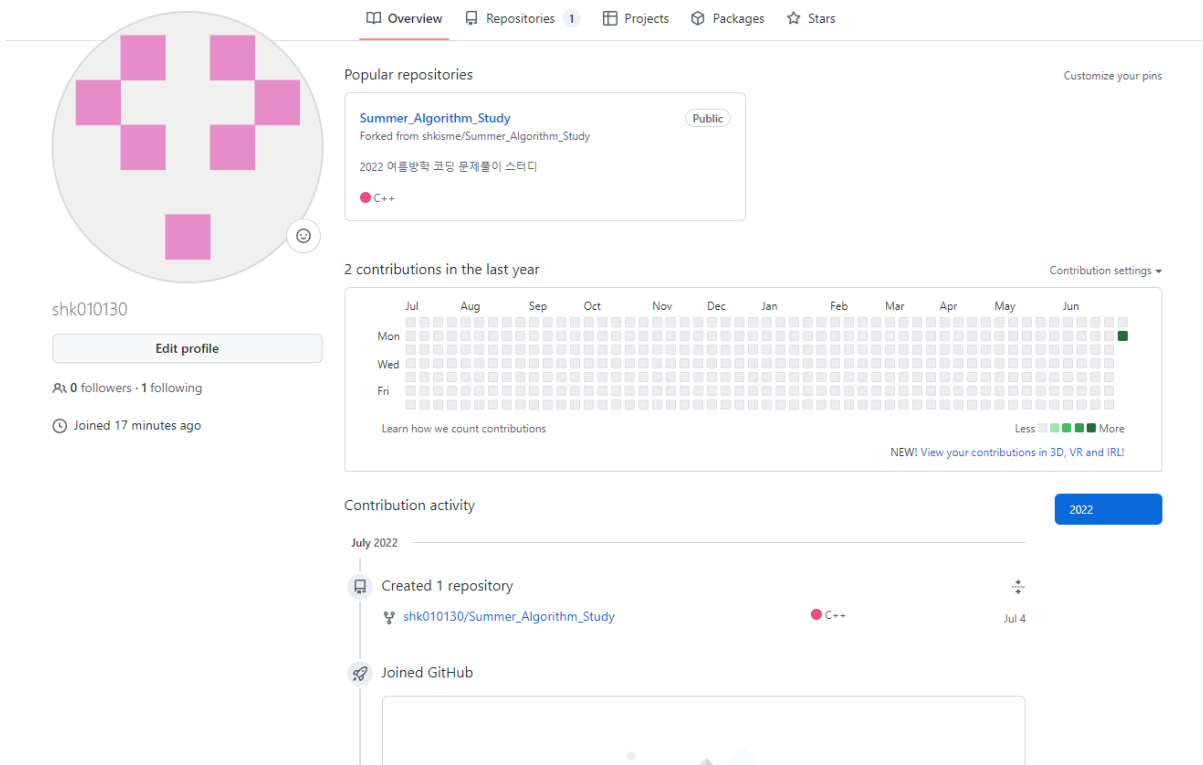 Overview Repositories 1 Projects Packages Stars
Popular repositories Customize your pins
Summer_Algorithm_Study Public
Forked from shkisme/Summer_Algorithm_Study
2022 여름방학 코딩 문제풀이 스터디
C++
shk010130
Edit profile
0 followers · 1 following
Joined 17 minutes ago
2 contributions in the last year Contribution settings
Jul Aug Sep Oct Nov Dec Jan Feb Mar Apr May Jun
Mon
Wed
Fri
Learn how we count contributions Less More
NEW! View your contributions in 3D, VR and IRL!
Contribution activity 2022
July 2022
Created 1 repository
shk010130/Summer_Algorithm_Study C++ Jul 4
Joined GitHub